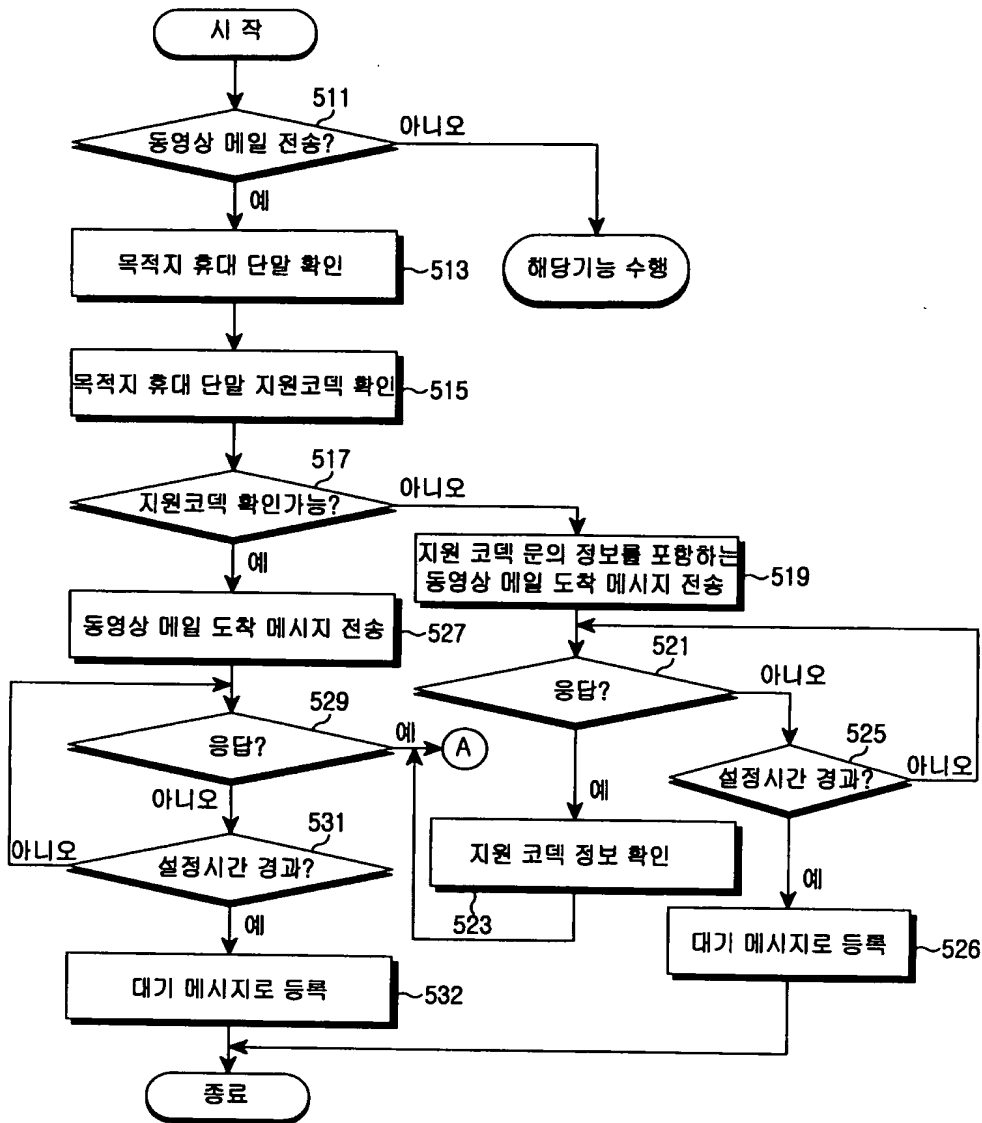 시 작
511
동영상 메일 전송?
아니오
예
목적지 휴대 단말 확인
513
해당기능 수행
목적지 휴대 단말 지원코덱 확인
515
517
지원코덱 확인가능?
아니오
예
지원 코덱 문의 정보를 포함하는
동영상 메일 도착 메시지 전송
519
동영상 메일 도착 메시지 전송
527
521
응답?
아니오
529
응답?
예
A
525
설정시간 경과?
아니오
아니오
예
531
설정시간 경과?
아니오
지원 코덱 정보 확인
523
예
예
대기 메시지로 등록
526
대기 메시지로 등록
532
종료